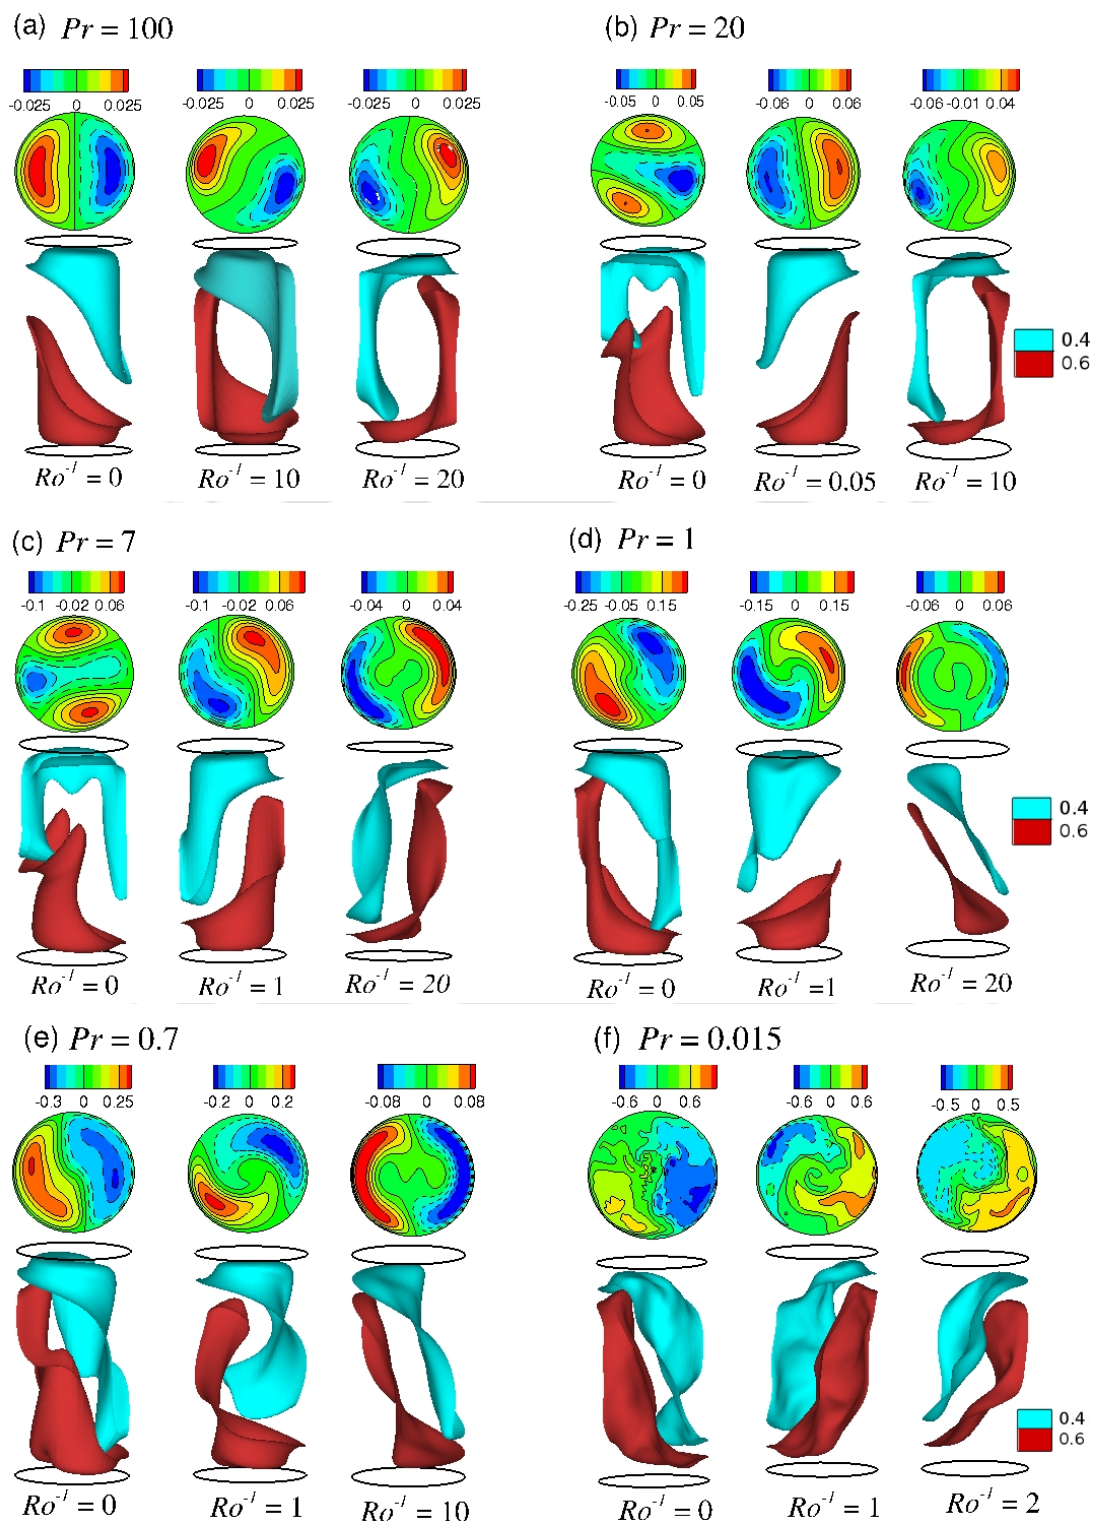 (a) Pr = 100
(b) Pr = 20
-0.025 0 0.025
-0.025 0 0.025
-0.025 0 0.025
-0.05 0 0.05
-0.06 0 0.06
-0.06 -0.01 0.04
0.4
0.6
Ro⁻¹ = 0
Ro⁻¹ = 10
Ro⁻¹ = 20
Ro⁻¹ = 0
Ro⁻¹ = 0.05
Ro⁻¹ = 10
(c) Pr = 7
(d) Pr = 1
-0.1 -0.02 0.06
-0.1 -0.02 0.06
-0.04 0 0.04
-0.25 -0.05 0.15
-0.15 0 0.15
-0.06 0 0.06
0.4
0.6
Ro⁻¹ = 0
Ro⁻¹ = 1
Ro⁻¹ = 20
Ro⁻¹ = 0
Ro⁻¹ =1
Ro⁻¹ = 20
(e) Pr = 0.7
(f) Pr = 0.015
-0.3 0 0.25
-0.2 0 0.2
-0.08 0 0.08
-0.6 0 0.6
-0.6 0 0.6
-0.5 0 0.5
0.4
0.6
Ro⁻¹ = 0
Ro⁻¹ = 1
Ro⁻¹ = 10
Ro⁻¹ = 0
Ro⁻¹ = 1
Ro⁻¹ = 2